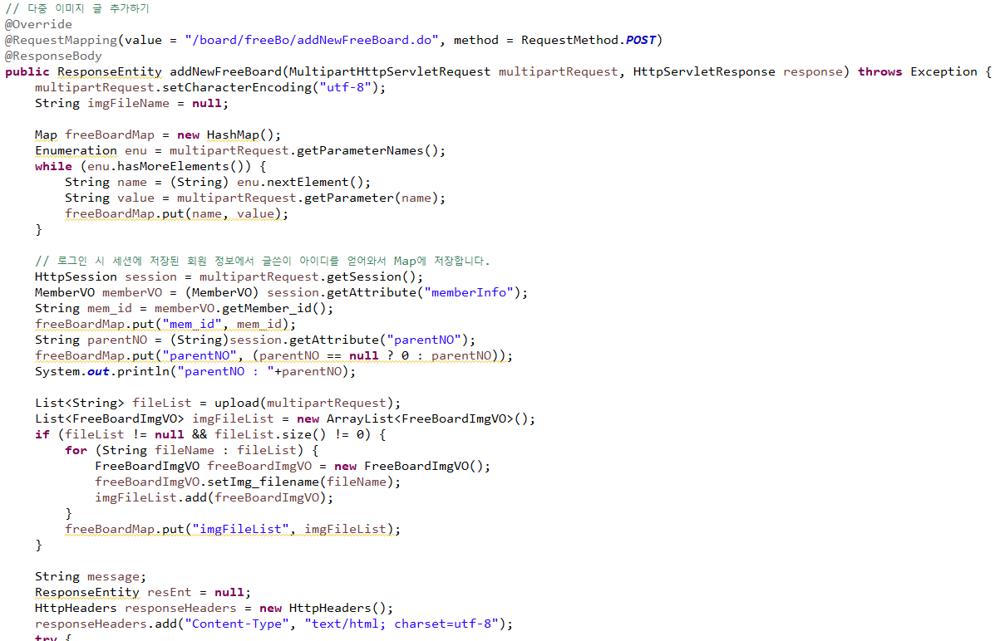 // 다중 이미지 글 추가하기
@Override
@RequestMapping(value = "/board/freeBo/addNewFreeBoard.do", method = RequestMethod.POST)
@ResponseBody
public ResponseEntity addNewFreeBoard(MultipartHttpServletRequest multipartRequest, HttpServletResponse response) throws Exception {
    multipartRequest.setCharacterEncoding("utf-8");
    String imgFileName = null;

    Map freeBoardMap = new HashMap();
    Enumeration enu = multipartRequest.getParameterNames();
    while (enu.hasMoreElements()) {
        String name = (String) enu.nextElement();
        String value = multipartRequest.getParameter(name);
        freeBoardMap.put(name, value);
    }

    // 로그인 시 세션에 저장된 회원 정보에서 글쓴이 아이디를 얻어와서 Map에 저장합니다.
    HttpSession session = multipartRequest.getSession();
    MemberVO memberVO = (MemberVO) session.getAttribute("memberInfo");
    String mem_id = memberVO.getMember_id();
    freeBoardMap.put("mem_id", mem_id);
    String parentNO = (String)session.getAttribute("parentNO");
    freeBoardMap.put("parentNO", (parentNO == null ? 0 : parentNO));
    System.out.println("parentNO : "+parentNO);

    List<String> fileList = upload(multipartRequest);
    List<FreeBoardImgVO> imgFileList = new ArrayList<FreeBoardImgVO>();
    if (fileList != null && fileList.size() != 0) {
        for (String fileName : fileList) {
            FreeBoardImgVO freeBoardImgVO = new FreeBoardImgVO();
            freeBoardImgVO.setImg_filename(fileName);
            imgFileList.add(freeBoardImgVO);
        }
        freeBoardMap.put("imgFileList", imgFileList);
    }

    String message;
    ResponseEntity resEnt = null;
    HttpHeaders responseHeaders = new HttpHeaders();
    responseHeaders.add("Content-Type", "text/html; charset=utf-8");
    try {